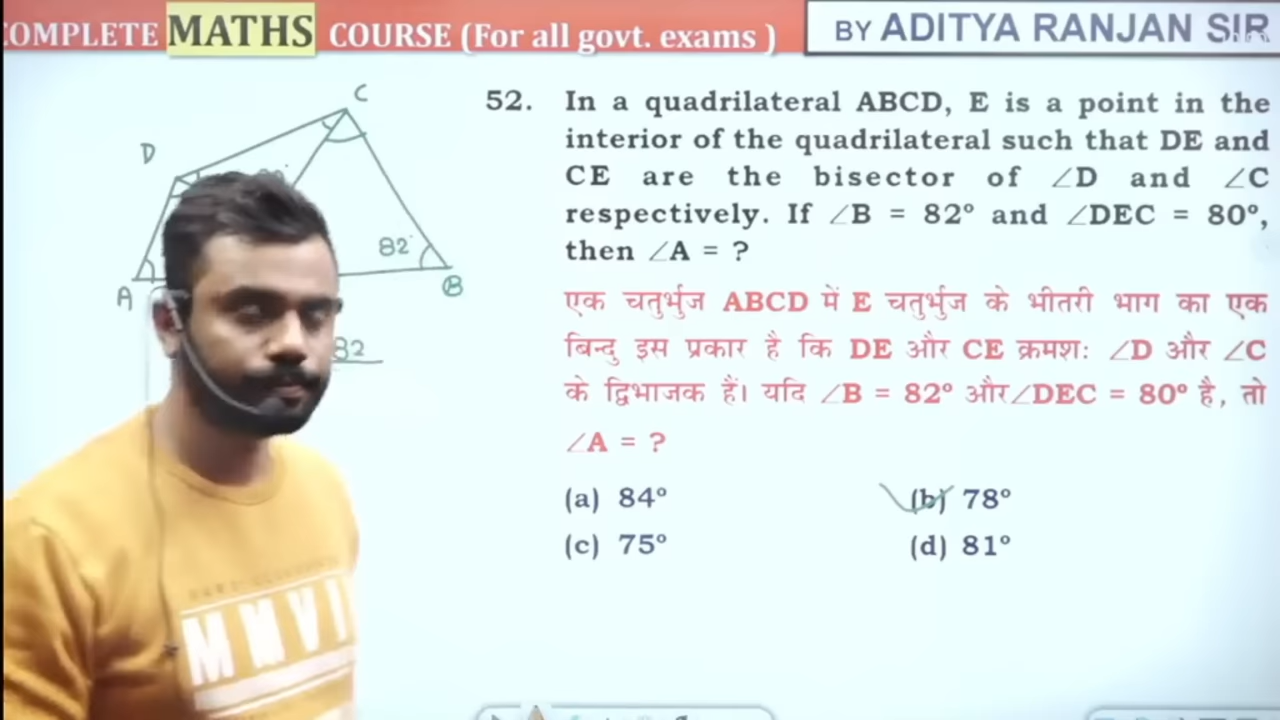 COMPLETE MATHS COURSE (For all govt. exams )
BY ADITYA RANJAN SIR
C
D
82°
A
B
82
52. In a quadrilateral ABCD, E is a point in the
interior of the quadrilateral such that DE and
CE are the bisector of ∠D and ∠C
respectively. If ∠B = 82° and ∠DEC = 80°,
then ∠A = ?
एक चतुर्भुज ABCD में E चतुर्भुज के भीतरी भाग का एक
बिन्दु इस प्रकार है कि DE और CE क्रमशः ∠D और ∠C
के द्विभाजक हैं। यदि ∠B = 82° और∠DEC = 80° है, तो
∠A = ?
(a) 84°
(b) 78°
(c) 75°
(d) 81°
MMVI